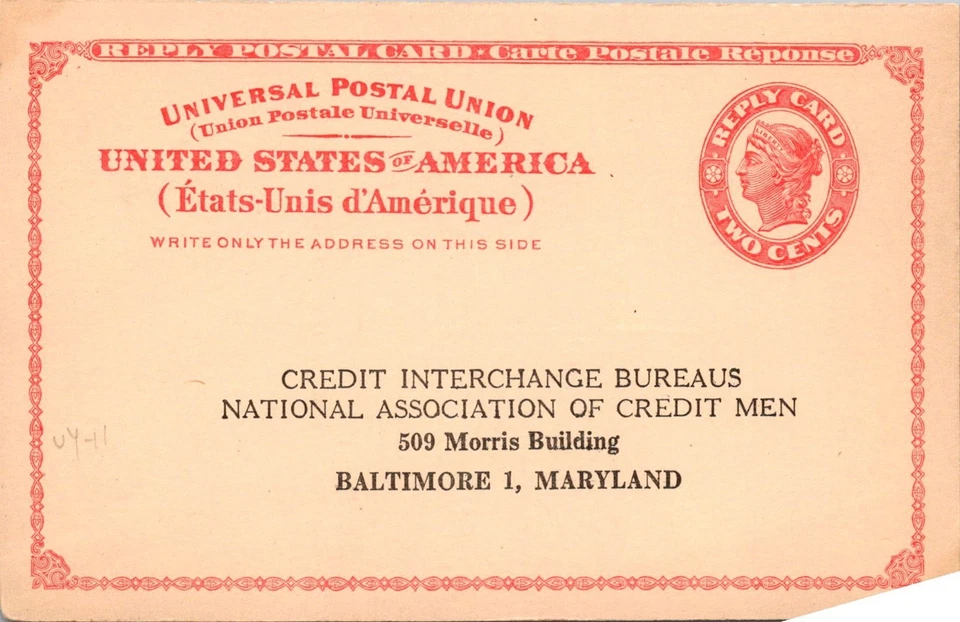 REPLY POSTAL CARD ★ Carte Postale Réponse
UNIVERSAL POSTAL UNION
(Union Postale Universelle)
UNITED STATES OF AMERICA
(États-Unis d'Amérique)
WRITE ONLY THE ADDRESS ON THIS SIDE
REPLY CARD
LIBERTY
TWO CENTS
CREDIT INTERCHANGE BUREAUS
NATIONAL ASSOCIATION OF CREDIT MEN
509 Morris Building
BALTIMORE 1, MARYLAND
UY-11